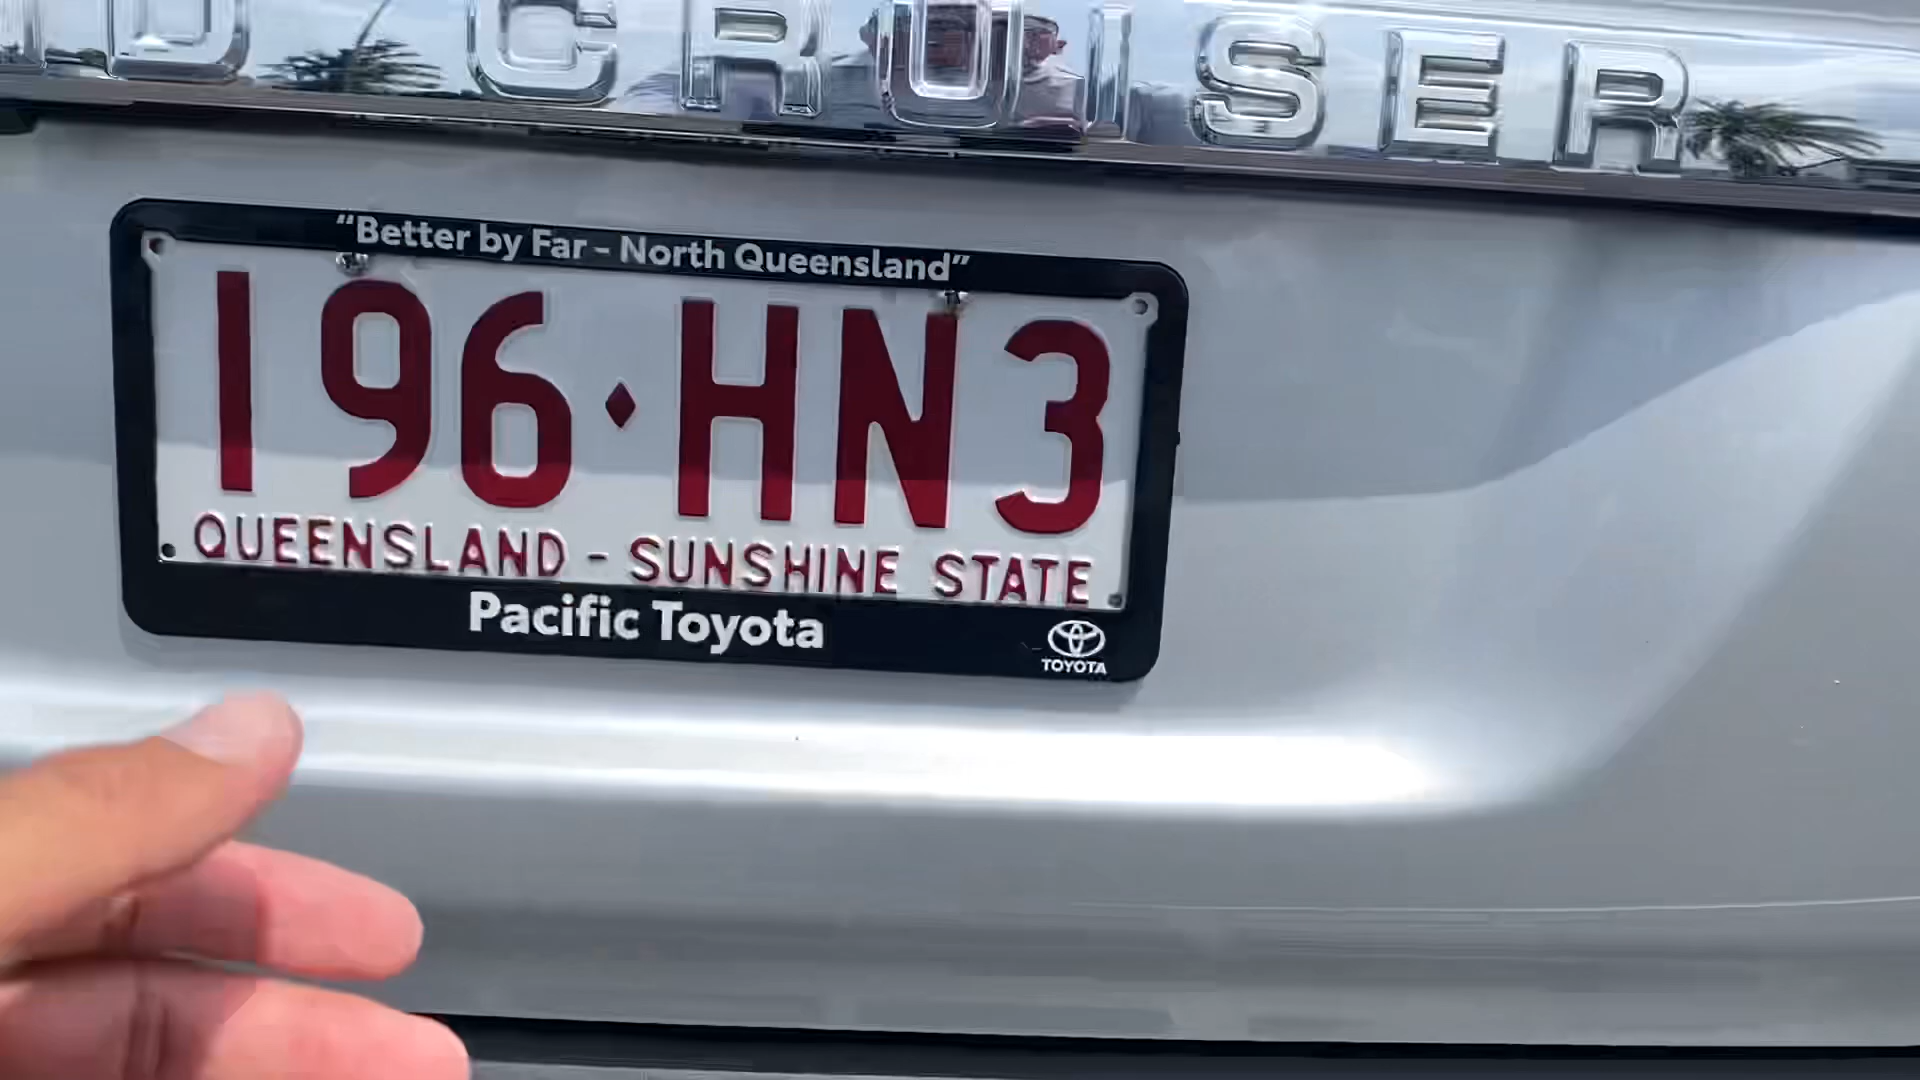 D CRUISER
“Better by Far - North Queensland”
196·HN3
QUEENSLAND - SUNSHINE STATE
Pacific Toyota
TOYOTA